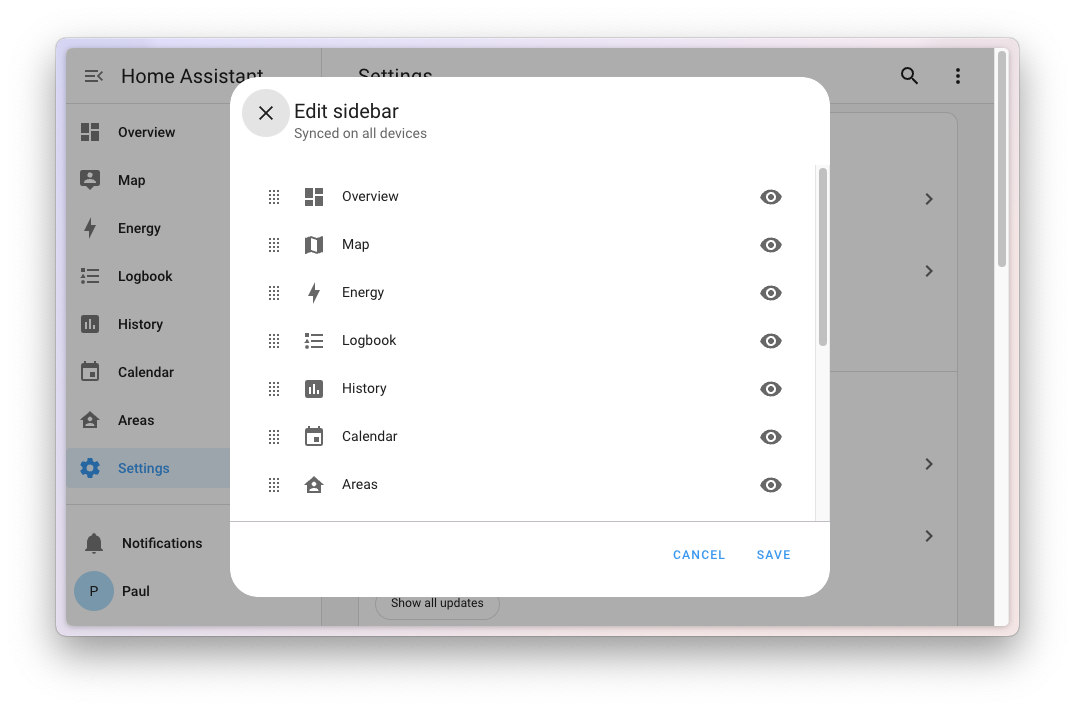 Home Assistant
Settings
Overview
Map
Energy
Logbook
History
Calendar
Areas
Settings
Notifications
P
Paul
Edit sidebar
Synced on all devices
Overview
Map
Energy
Logbook
History
Calendar
Areas
CANCEL
SAVE
Show all updates